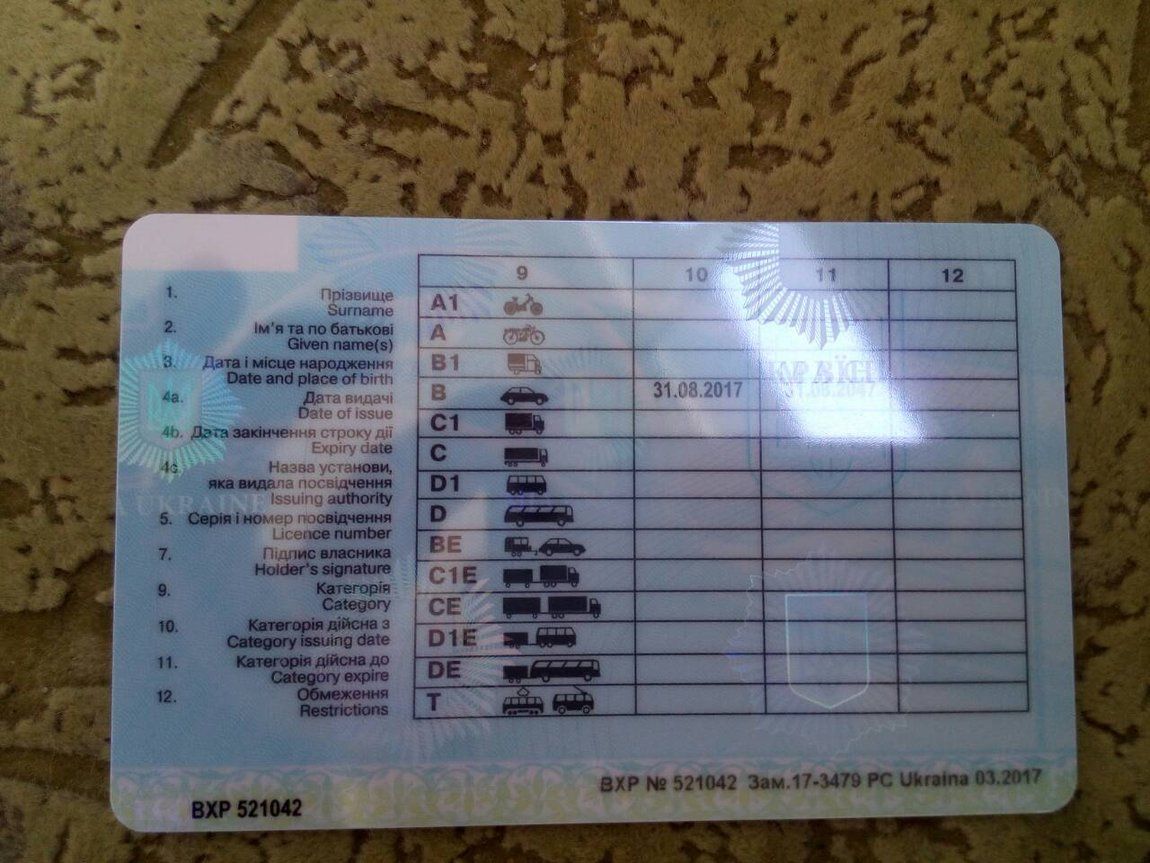 9 10 11 12
1. Прізвище
Surname
2. Ім'я та по батькові
Given name(s)
3. Дата і місце народження
Date and place of birth
4a. Дата видачі
Date of issue
4b. Дата закінчення строку дії
Expiry date
4c. Назва установи,
яка видала посвідчення
Issuing authority
5. Серія і номер посвідчення
Licence number
7. Підпис власника
Holder's signature
9. Категорія
Category
10. Категорія дійсна з
Category issuing date
11. Категорія дійсна до
Category expire
12. Обмеження
Restrictions
A1
A
B1
B 31.08.2017
C1
C
D1
D
BE
C1E
CE
D1E
DE
T
UKRAINE
BXP № 521042 Зам.17-3479 РС Ukraina 03.2017
BXP 521042